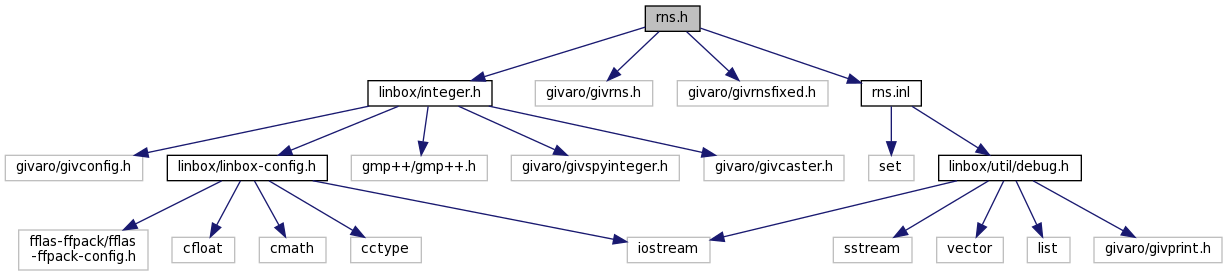 rns.h
linbox/integer.h
givaro/givrns.h
givaro/givrnsfixed.h
rns.inl
givaro/givconfig.h
linbox/linbox-config.h
gmp++/gmp++.h
givaro/givspyinteger.h
givaro/givcaster.h
set
linbox/util/debug.h
fflas-ffpack/fflas
-ffpack-config.h
cfloat
cmath
cctype
iostream
sstream
vector
list
givaro/givprint.h